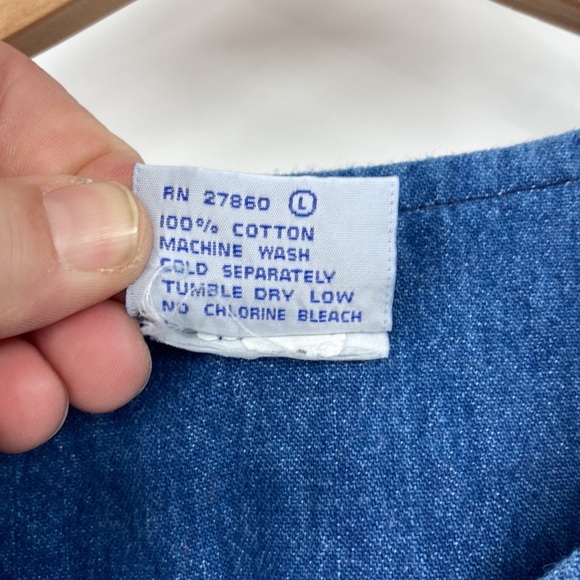 RN 27860 Ⓛ
100% COTTON
MACHINE WASH
COLD SEPARATELY
TUMBLE DRY LOW
NO CHLORINE BLEACH